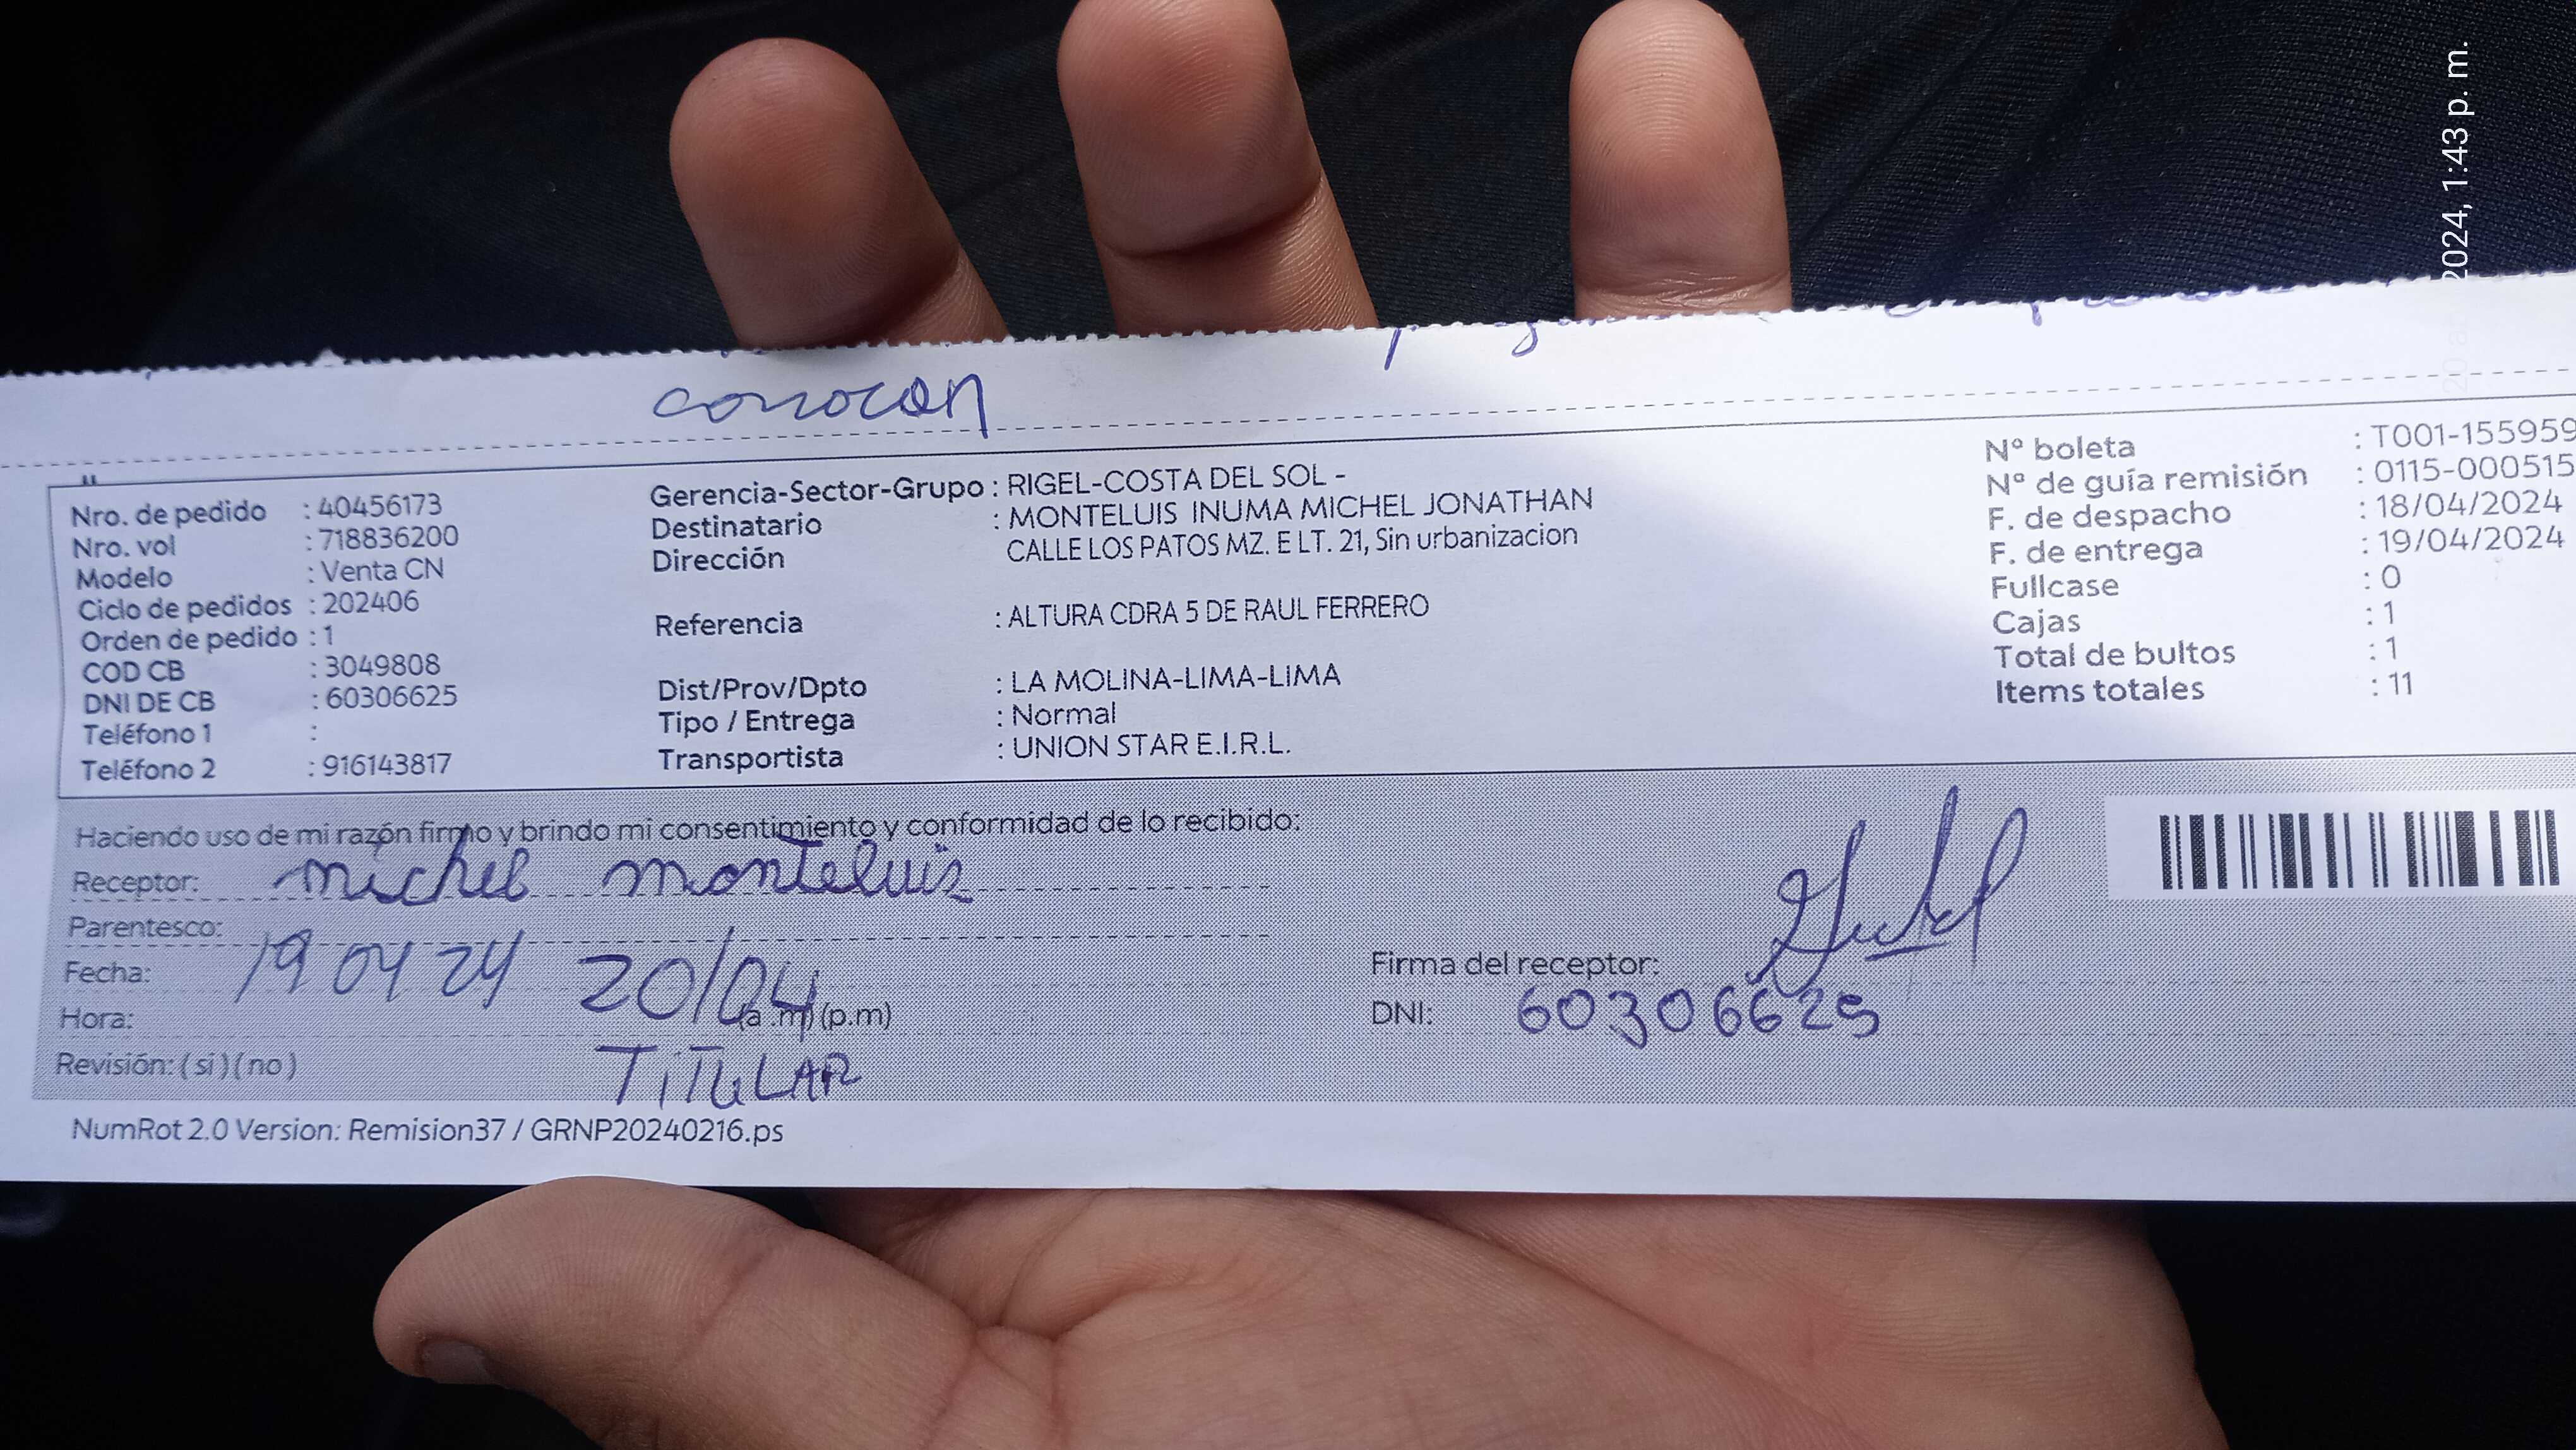 2024, 1:43 p. m.
conocen
Nro. de pedido : 40456173
Nro. vol : 718836200
Modelo : Venta CN
Ciclo de pedidos : 202406
Orden de pedido : 1
COD CB : 3049808
DNI DE CB : 60306625
Teléfono 1 :
Teléfono 2 : 916143817
Gerencia-Sector-Grupo : RIGEL-COSTA DEL SOL -
Destinatario : MONTELUIS INUMA MICHEL JONATHAN
Dirección CALLE LOS PATOS MZ. E LT. 21, Sin urbanizacion
Referencia : ALTURA CDRA 5 DE RAUL FERRERO
Dist/Prov/Dpto : LA MOLINA-LIMA-LIMA
Tipo / Entrega : Normal
Transportista : UNION STAR E.I.R.L.
Nº boleta : T001-155959
Nº de guía remisión : 0115-000515
F. de despacho : 18/04/2024
F. de entrega : 19/04/2024
Fullcase : 0
Cajas : 1
Total de bultos : 1
Items totales : 11
Haciendo uso de mi razón firmo y brindo mi consentimiento y conformidad de lo recibido:
Receptor: michel monteluis
Parentesco:
Fecha: 19 04 24 20/04
Hora: (a.m) (p.m)
Revisión: ( si ) ( no ) TITULAR
Firma del receptor:
DNI: 60306625
NumRot 2.0 Version: Remision37 / GRNP20240216.ps